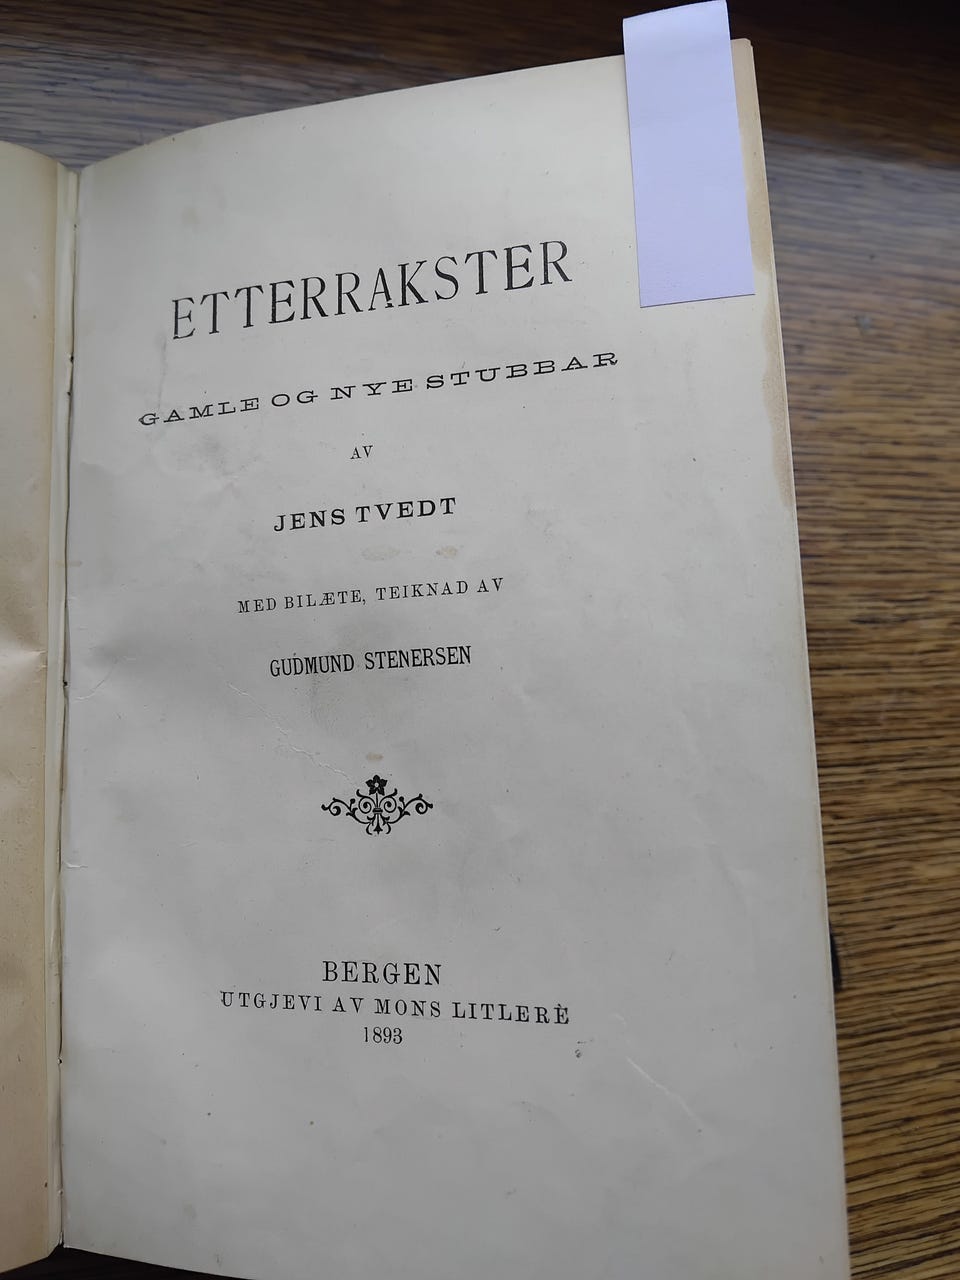 ETTERRAKSTER
GAMLE OG NYE STUBBAR
AV
JENS TVEDT
MED BILÆTE, TEIKNAD AV
GUDMUND STENERSEN
BERGEN
UTGJEVI AV MONS LITLERÈ
1893